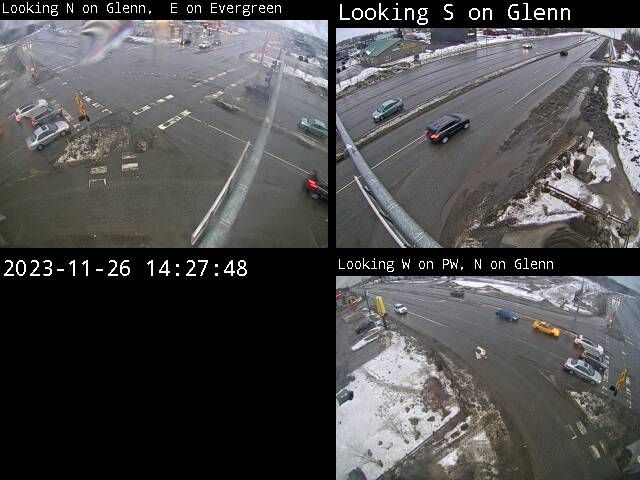 Looking N on Glenn,  E on Evergreen
Looking S on Glenn
2023-11-26 14:27:48
Looking W on PW, N on Glenn